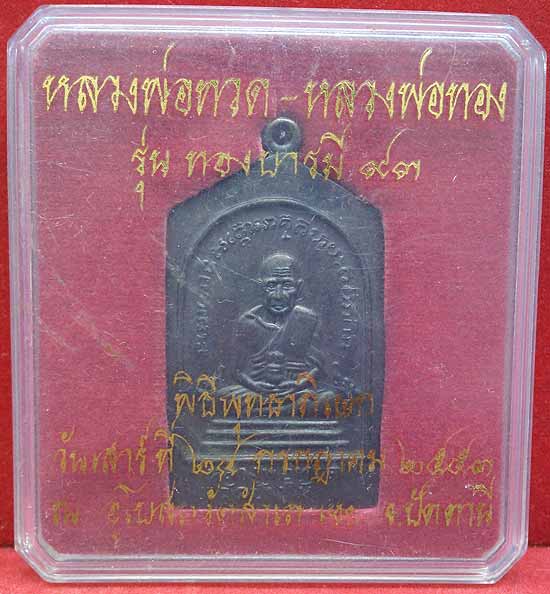 หลวงพ่อทวด - หลวงพ่อทอง
รุ่น ทองบารมี ๙๓
พิธีพุทธาภิเษก
วันเสาร์ ที่ ๒๔ กรกฎาคม ๒๕๕๓
ณ อุโบสถวัดสำเภาเชย จ.ปัตตานี